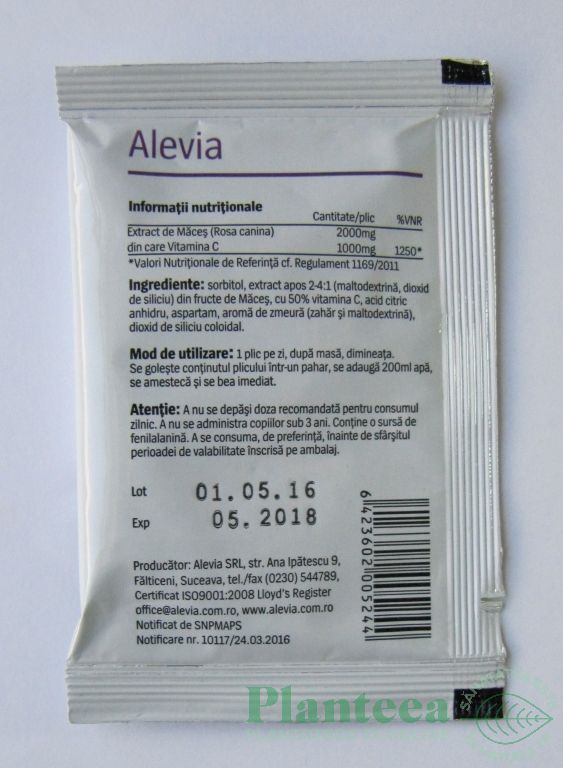 Alevia
Informații nutriționale
Cantitate/plic %VNR
Extract de Măceș (Rosa canina) 2000mg
din care Vitamina C 1000mg 1250*
*Valori Nutriționale de Referință cf. Regulament 1169/2011
Ingrediente: sorbitol, extract apos 2-4:1 (maltodextrină, dioxid
de siliciu) din fructe de Măceș, cu 50% vitamina C, acid citric
anhidru, aspartam, aromă de zmeură (zahăr și maltodextrină),
dioxid de siliciu coloidal.
Mod de utilizare: 1 plic pe zi, după masă, dimineața.
Se golește conținutul plicului într-un pahar, se adaugă 200ml apă,
se amestecă și se bea imediat.
Atenție: A nu se depăși doza recomandată pentru consumul
zilnic. A nu se administra copiilor sub 3 ani. Conține o sursă de
fenilalanină. A se consuma, de preferință, înainte de sfârșitul
perioadei de valabilitate înscrisă pe ambalaj.
Lot 01.05.16
Exp 05.2018
6423602005244
Producător: Alevia SRL, str. Ana Ipătescu 9,
Fălticeni, Suceava, tel./fax (0230) 544789,
Certificat ISO9001:2008 Lloyd's Register
office@alevia.com.ro, www.alevia.com.ro
Notificat de SNPMAPS
Notificare nr. 10117/24.03.2016
Planteea